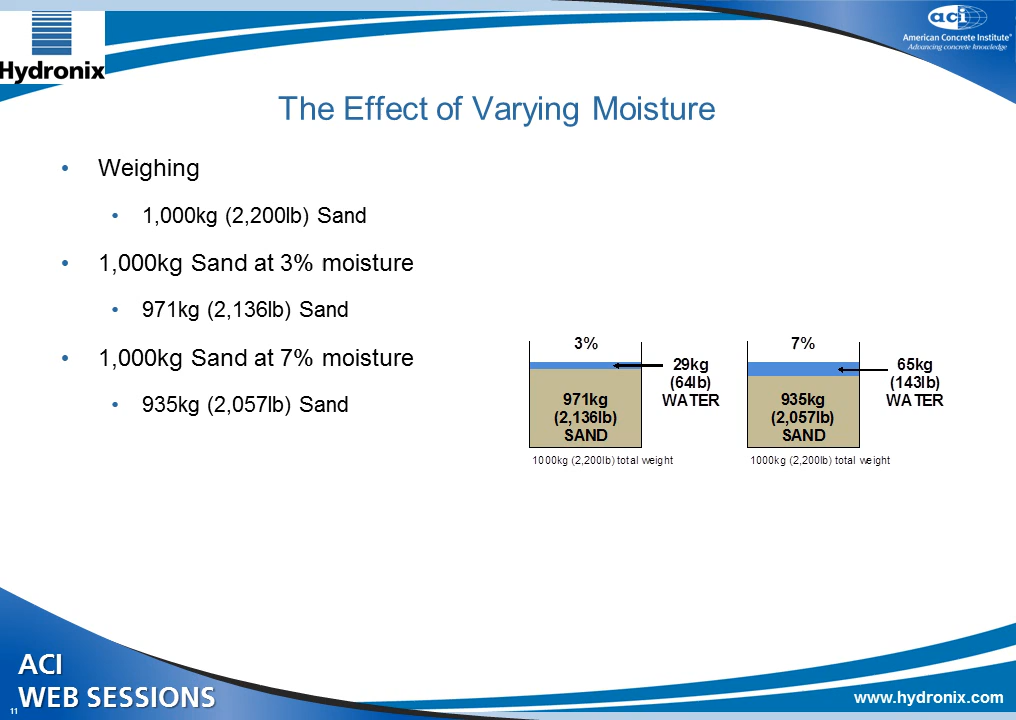 aci
American Concrete Institute®
Advancing concrete knowledge
Hydronix
The Effect of Varying Moisture
• Weighing
• 1,000kg (2,200lb) Sand
• 1,000kg Sand at 3% moisture
• 971kg (2,136lb) Sand
• 1,000kg Sand at 7% moisture
• 935kg (2,057lb) Sand
3%
29kg
(64lb)
WATER
971kg
(2,136lb)
SAND
1000kg (2,200lb) total weight
7%
65kg
(143lb)
WATER
935kg
(2,057lb)
SAND
1000kg (2,200lb) total weight
ACI
WEB SESSIONS
11
www.hydronix.com